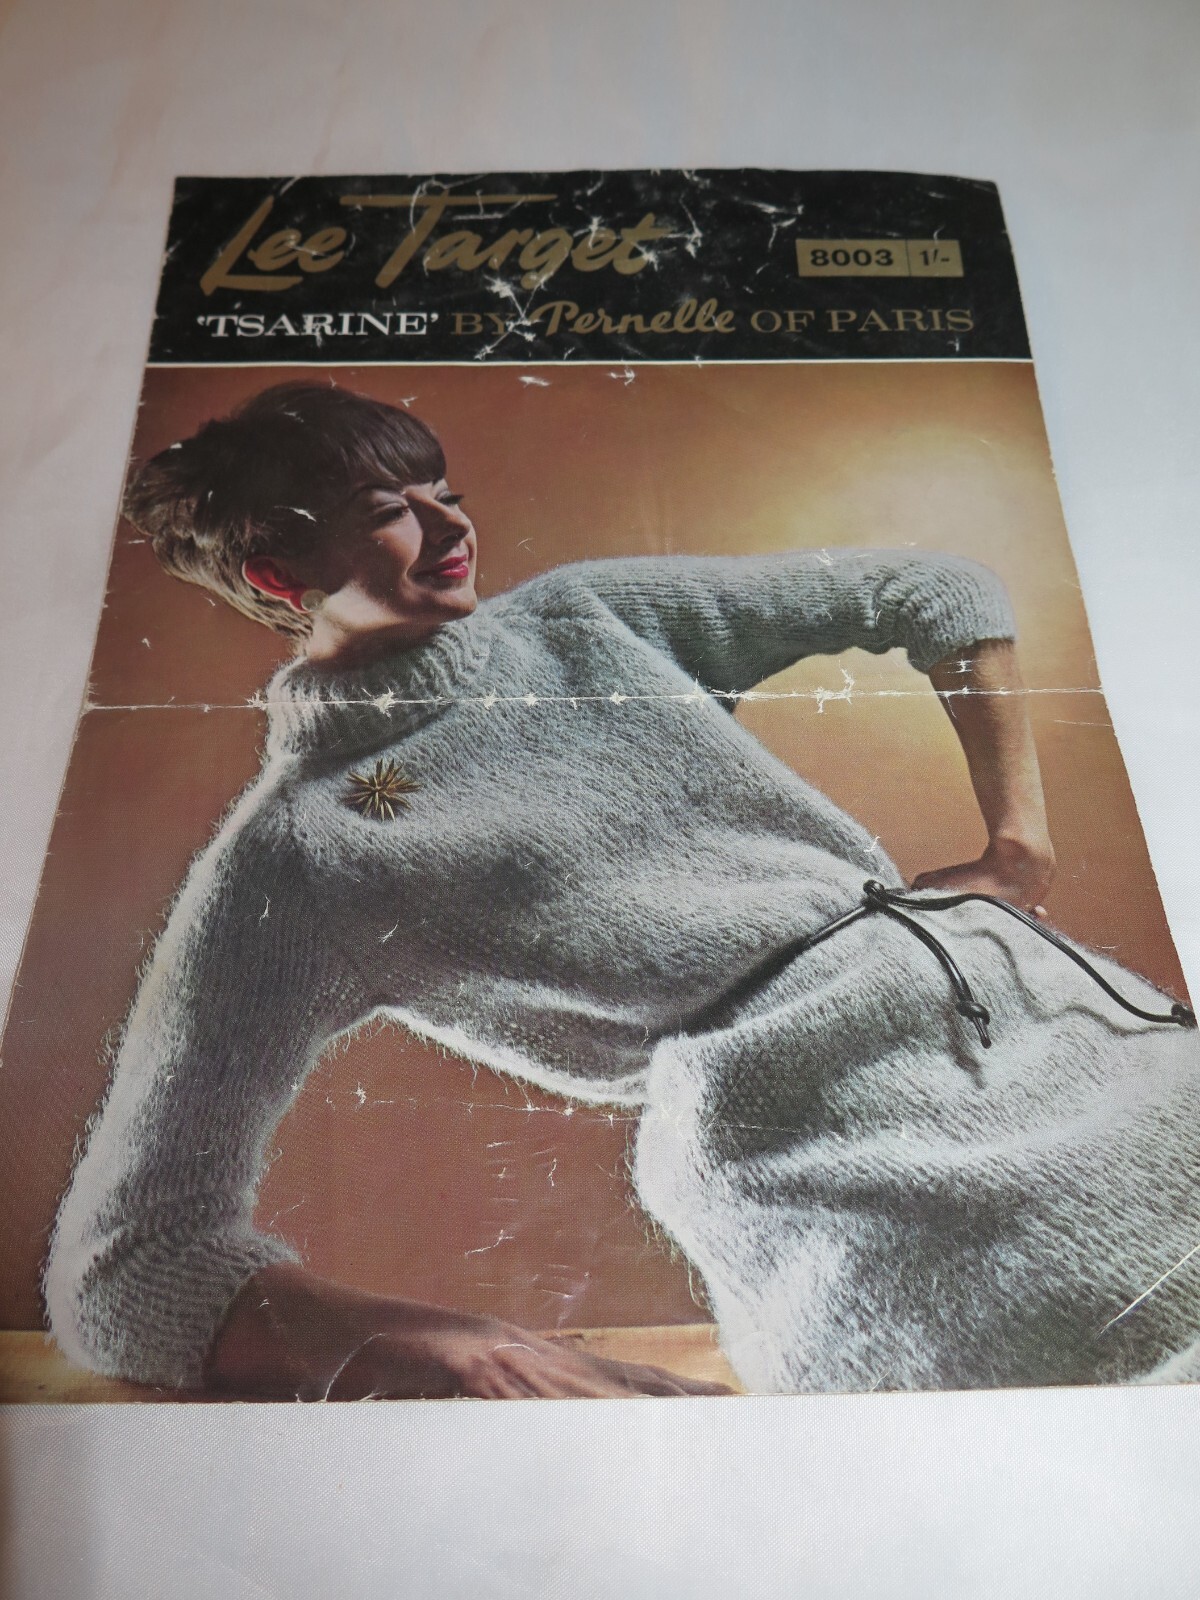 Lee Target
8003 1/-
'TSARINE' BY Pernelle OF PARIS